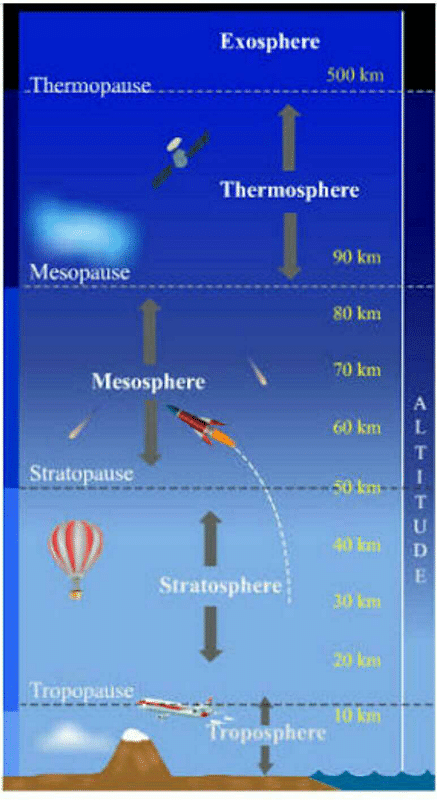 Exosphere
500 km
Thermopause
Thermosphere
90 km
Mesopause
80 km
70 km
Mesosphere
60 km
Stratopause
50 km
40 km
Stratosphere
30 km
20 km
Tropopause
10 km
Troposphere
ALTITUDE